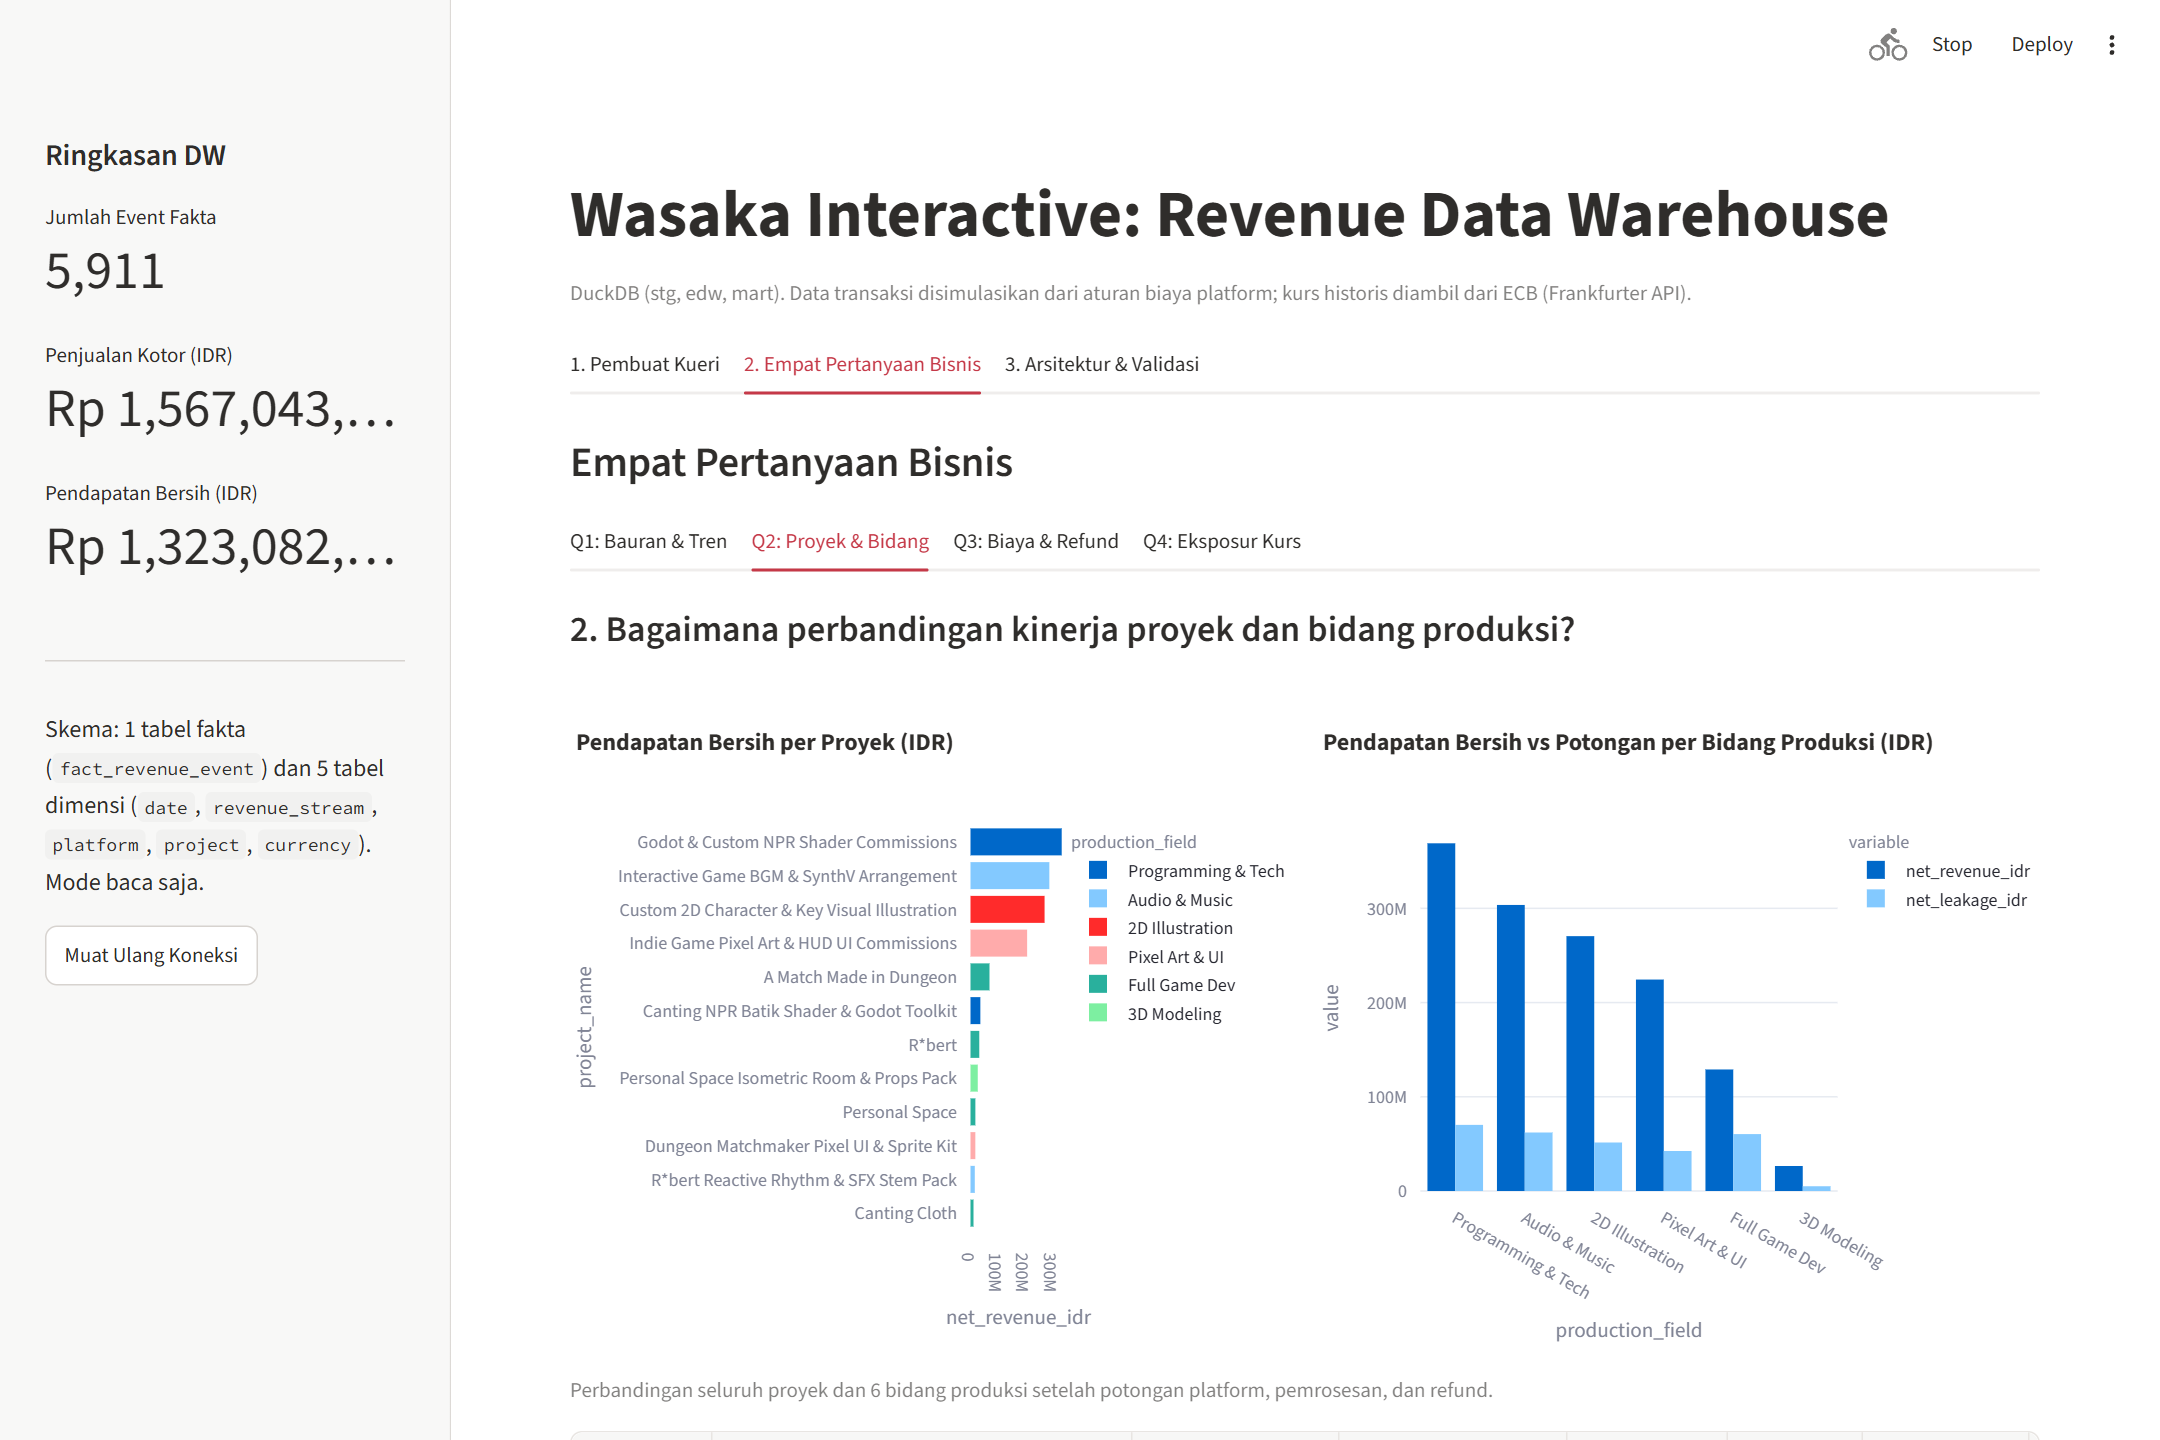 Stop
Deploy
Ringkasan DW
Jumlah Event Fakta
5,911
Penjualan Kotor (IDR)
Rp 1,567,043,...
Pendapatan Bersih (IDR)
Rp 1,323,082,...
Skema: 1 tabel fakta
( fact_revenue_event ) dan 5 tabel
dimensi ( date , revenue_stream ,
platform , project , currency ).
Mode baca saja.
Muat Ulang Koneksi
Wasaka Interactive: Revenue Data Warehouse
DuckDB (stg, edw, mart). Data transaksi disimulasikan dari aturan biaya platform; kurs historis diambil dari ECB (Frankfurter API).
1. Pembuat Kueri
2. Empat Pertanyaan Bisnis
3. Arsitektur & Validasi
Empat Pertanyaan Bisnis
Q1: Bauran & Tren
Q2: Proyek & Bidang
Q3: Biaya & Refund
Q4: Eksposur Kurs
2. Bagaimana perbandingan kinerja proyek dan bidang produksi?
Pendapatan Bersih per Proyek (IDR)
project_name
Godot & Custom NPR Shader Commissions
Interactive Game BGM & SynthV Arrangement
Custom 2D Character & Key Visual Illustration
Indie Game Pixel Art & HUD UI Commissions
A Match Made in Dungeon
Canting NPR Batik Shader & Godot Toolkit
R*bert
Personal Space Isometric Room & Props Pack
Personal Space
Dungeon Matchmaker Pixel UI & Sprite Kit
R*bert Reactive Rhythm & SFX Stem Pack
Canting Cloth
0
100M
200M
300M
net_revenue_idr
production_field
Programming & Tech
Audio & Music
2D Illustration
Pixel Art & UI
Full Game Dev
3D Modeling
Pendapatan Bersih vs Potongan per Bidang Produksi (IDR)
value
300M
200M
100M
0
Programming & Tech
Audio & Music
2D Illustration
Pixel Art & UI
Full Game Dev
3D Modeling
production_field
variable
net_revenue_idr
net_leakage_idr
Perbandingan seluruh proyek dan 6 bidang produksi setelah potongan platform, pemrosesan, dan refund.